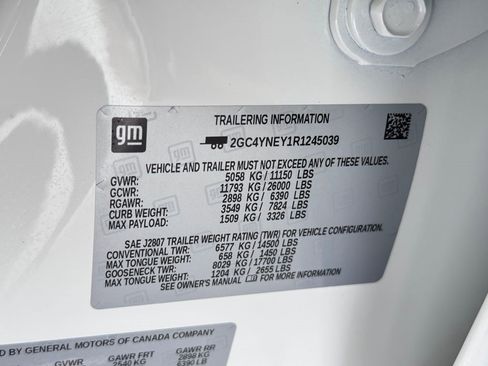 gm
TRAILERING INFORMATION
2GC4YNEY1R1245039
VEHICLE AND TRAILER MUST NOT EXCEED ANY OF THESE VALUES.
GVWR: 5058 KG/11150 LBS
GCWR: 11793 KG/26000 LBS
RGAWR: 2898 KG/ 6390 LBS
CURB WEIGHT: 3549 KG/ 7824 LBS
MAX PAYLOAD: 1509 KG/ 3326 LBS
SAE J2807 TRAILER WEIGHT RATING (TWR) FOR VEHICLE CONFIGURATION.
CONVENTIONAL TWR: 6577 KG/ 14500 LBS
MAX TONGUE WEIGHT: 658 KG/ 1450 LBS
GOOSENECK TWR: 8029 KG/ 17700 LBS
MAX TONGUE WEIGHT: 1204 KG/ 2655 LBS
SEE OWNER'S MANUAL FOR MORE INFORMATION
D BY GENERAL MOTORS OF CANADA COMPANY
GVWR GAWR FRT GAWR RR
2540 KG 2898 KG
6390 LB